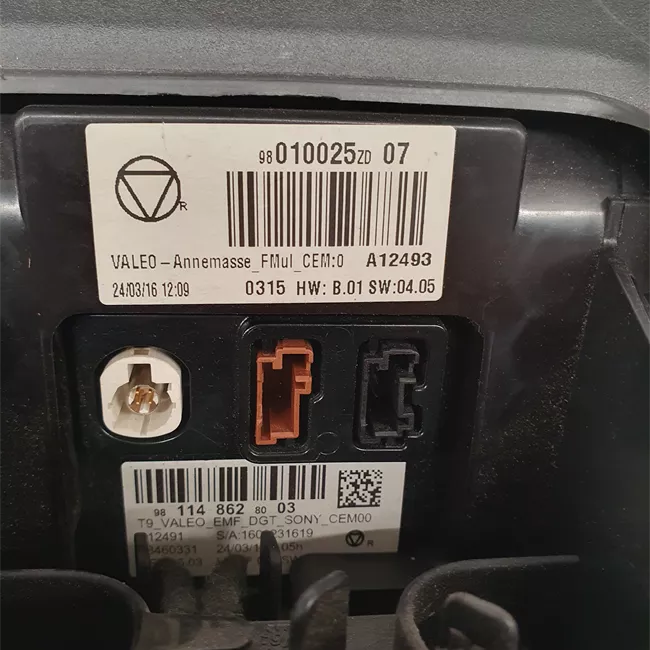 98 010025 ZD 07
R
VALEO-Annemasse_FMul_CEM:0 A12493
24/03/16 12:09 0315 HW: B.01 SW:04.05
98 114 862 80 03
T9_VALEO_EMF_DGT_SONY_CEM00
12491
R